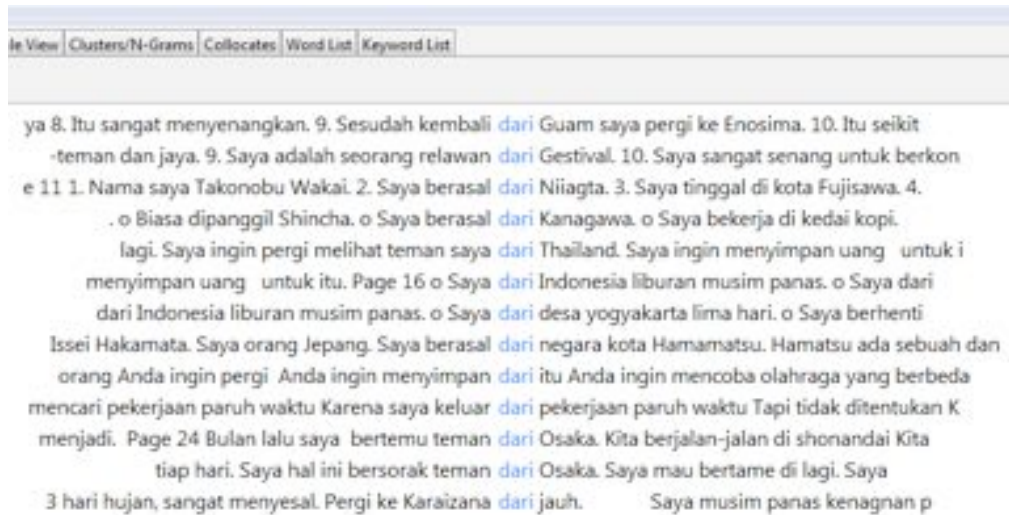 le View Clusters/N-Grams Collocates Word List Keyword List
ya 8. Itu sangat menyenangkan. 9. Sesudah kembali dari Guam saya pergi ke Enosima. 10. Itu seikit
-teman dan jaya. 9. Saya adalah seorang relawan dari Gestival. 10. Saya sangat senang untuk berkon
e 11 1. Nama saya Takonobu Wakai. 2. Saya berasal dari Niiagta. 3. Saya tinggal di kota Fujisawa. 4.
. o Biasa dipanggil Shincha. o Saya berasal dari Kanagawa. o Saya bekerja di kedai kopi.
lagi. Saya ingin pergi melihat teman saya dari Thailand. Saya ingin menyimpan uang untuk i
menyimpan uang untuk itu. Page 16 o Saya dari Indonesia liburan musim panas. o Saya dari
dari Indonesia liburan musim panas. o Saya dari desa yogyakarta lima hari. o Saya berhenti
Issei Hakamata. Saya orang Jepang. Saya berasal dari negara kota Hamamatsu. Hamatsu ada sebuah dan
orang Anda ingin pergi Anda ingin menyimpan dari itu Anda ingin mencoba olahraga yang berbeda
mencari pekerjaan paruh waktu Karena saya keluar dari pekerjaan paruh waktu Tapi tidak ditentukan K
menjadi. Page 24 Bulan lalu saya bertemu teman dari Osaka. Kita berjalan-jalan di shonandai Kita
tiap hari. Saya hal ini bersorak teman dari Osaka. Saya mau bertame di lagi. Saya
3 hari hujan, sangat menyesal. Pergi ke Karaizana dari jauh. Saya musim panas kenagnan p